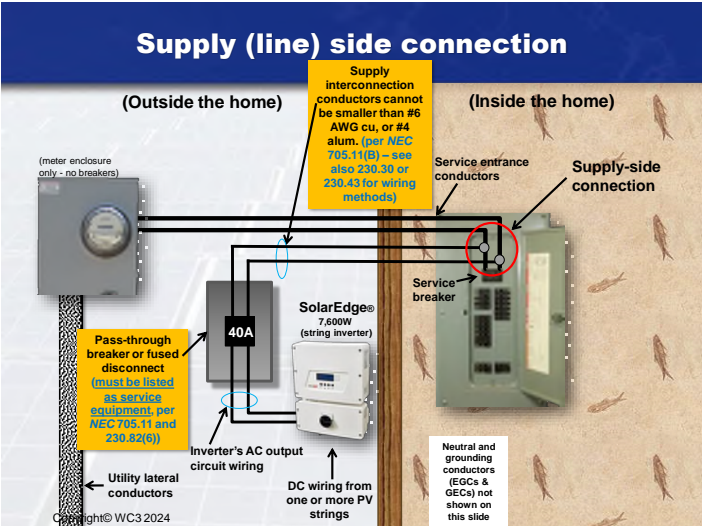 Supply (line) side connection
(Outside the home)
Supply
interconnection
conductors cannot
be smaller than #6
AWG cu, or #4
alum. (per NEC
705.11(B) – see
also 230.30 or
230.43 for wiring
methods)
(Inside the home)
(meter enclosure
only - no breakers)
Service entrance
conductors
Supply-side
connection
Service
breaker
SolarEdge®
7,600W
(string inverter)
40A
Pass-through
breaker or fused
disconnect
(must be listed
as service
equipment, per
NEC 705.11 and
230.82(6))
Inverter's AC output
circuit wiring
Utility lateral
conductors
DC wiring from
one or more PV
strings
Neutral and
grounding
conductors
(EGCs &
GECs) not
shown on
this slide
Copyright© WC3 2024